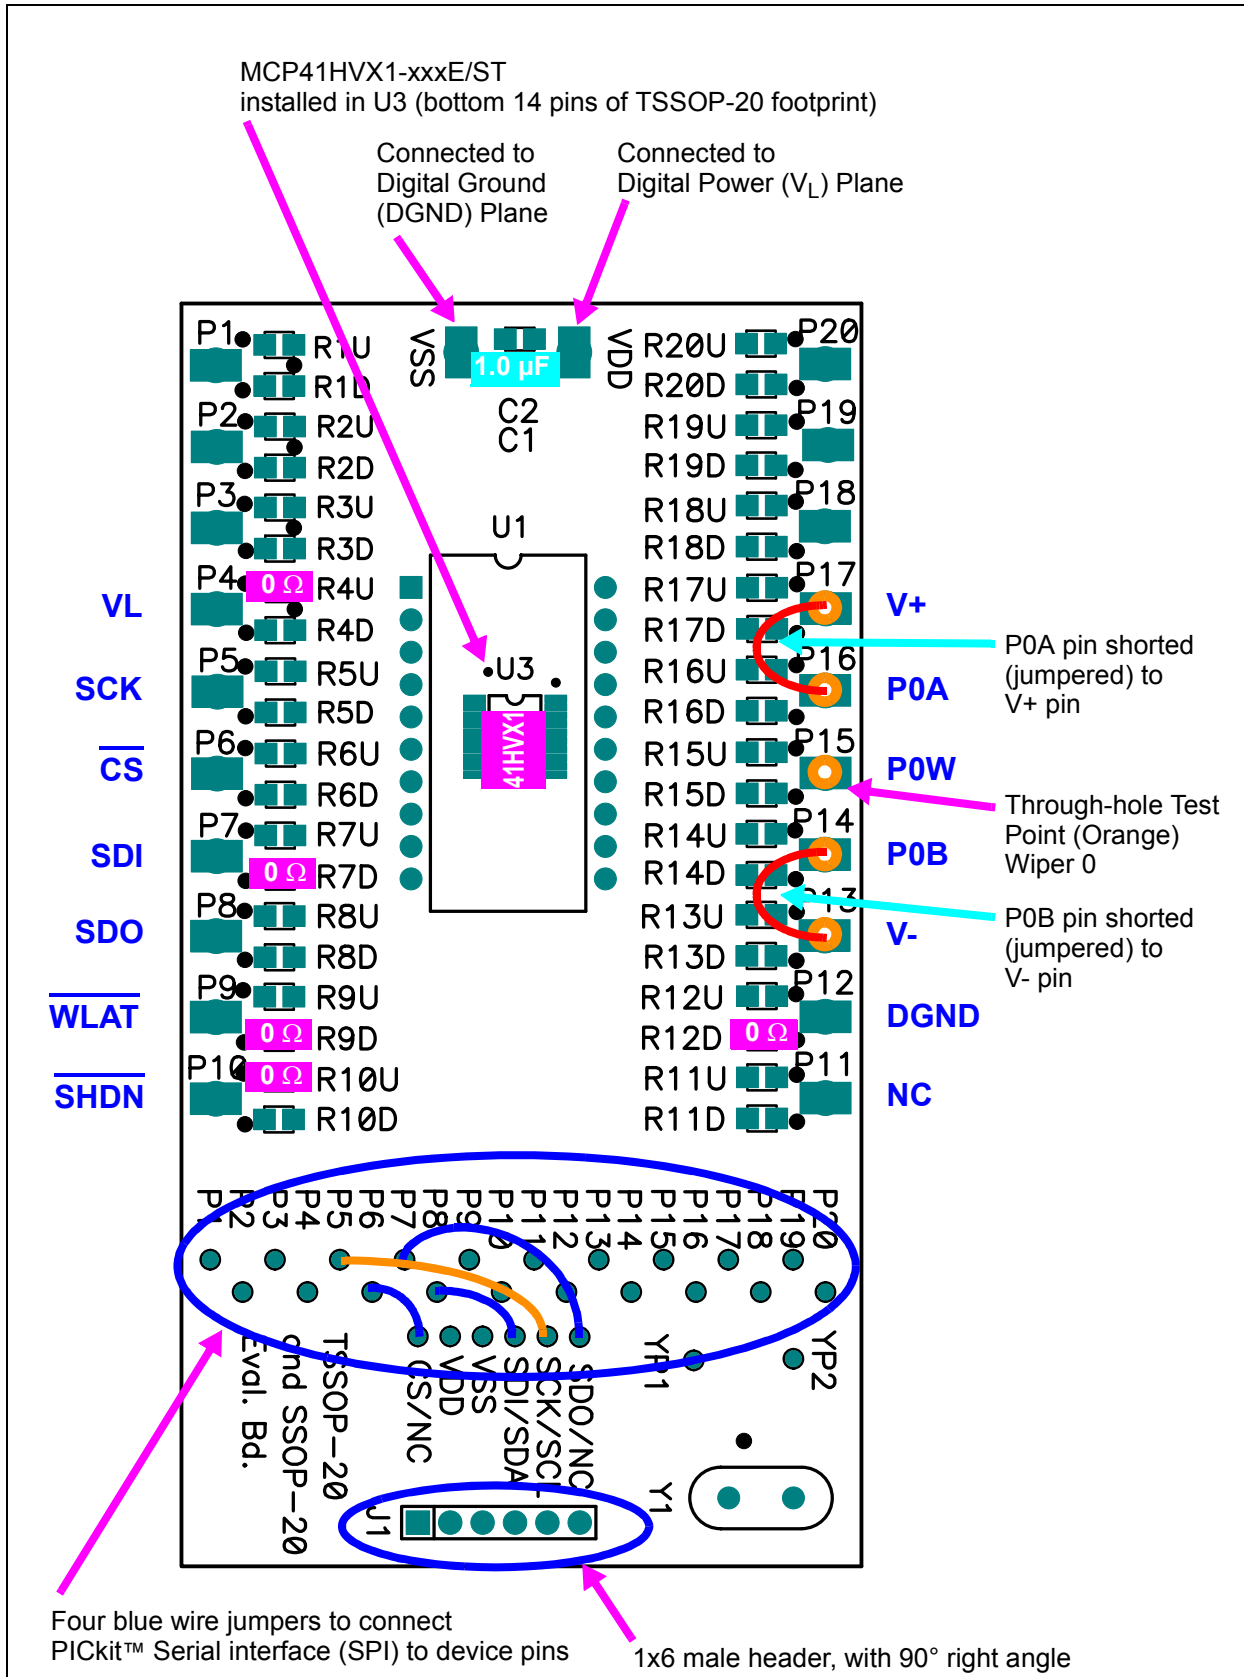 MCP41HVX1-xxxE/ST
installed in U3 (bottom 14 pins of TSSOP-20 footprint)
Connected to
Digital Ground
(DGND) Plane
Connected to
Digital Power (VL) Plane
VSS
1.0 µF
VDD
C2
C1
P1
R1U
R1D
P2
R2U
R2D
P3
R3U
R3D
P4
0 Ω R4U
R4D
P5
R5U
R5D
P6
R6U
R6D
P7
R7U
0 Ω R7D
P8
R8U
R8D
P9
R9U
0 Ω R9D
P10
0 Ω R10U
R10D
VL
SCK
CS
SDI
SDO
WLAT
SHDN
U1
U3
41HVX1
R20U
P20
R20D
R19U
P19
R19D
R18U
P18
R18D
R17U
P17
R17D
R16U
P16
R16D
R15U
P15
R15D
R14U
P14
R14D
R13U
P13
R13D
R12U
P12
R12D 0 Ω
R11U
P11
R11D
V+
P0A
P0W
P0B
V-
DGND
NC
P0A pin shorted
(jumpered) to
V+ pin
Through-hole Test
Point (Orange)
Wiper 0
P0B pin shorted
(jumpered) to
V- pin
P1
P2
P3
P4
P5
P6
P7
P8
P9
P10
P11
P12
P13
P14
P15
P16
P17
P18
P19
P20
TSSOP-20
and SSOP-20
Eval. Bd.
CS/NC
VDD
VSS
SDI/SDA
SCK/SCL
SDO/NC
YP1
YP2
J1
Y1
Four blue wire jumpers to connect
PICkit™ Serial interface (SPI) to device pins
1x6 male header, with 90° right angle